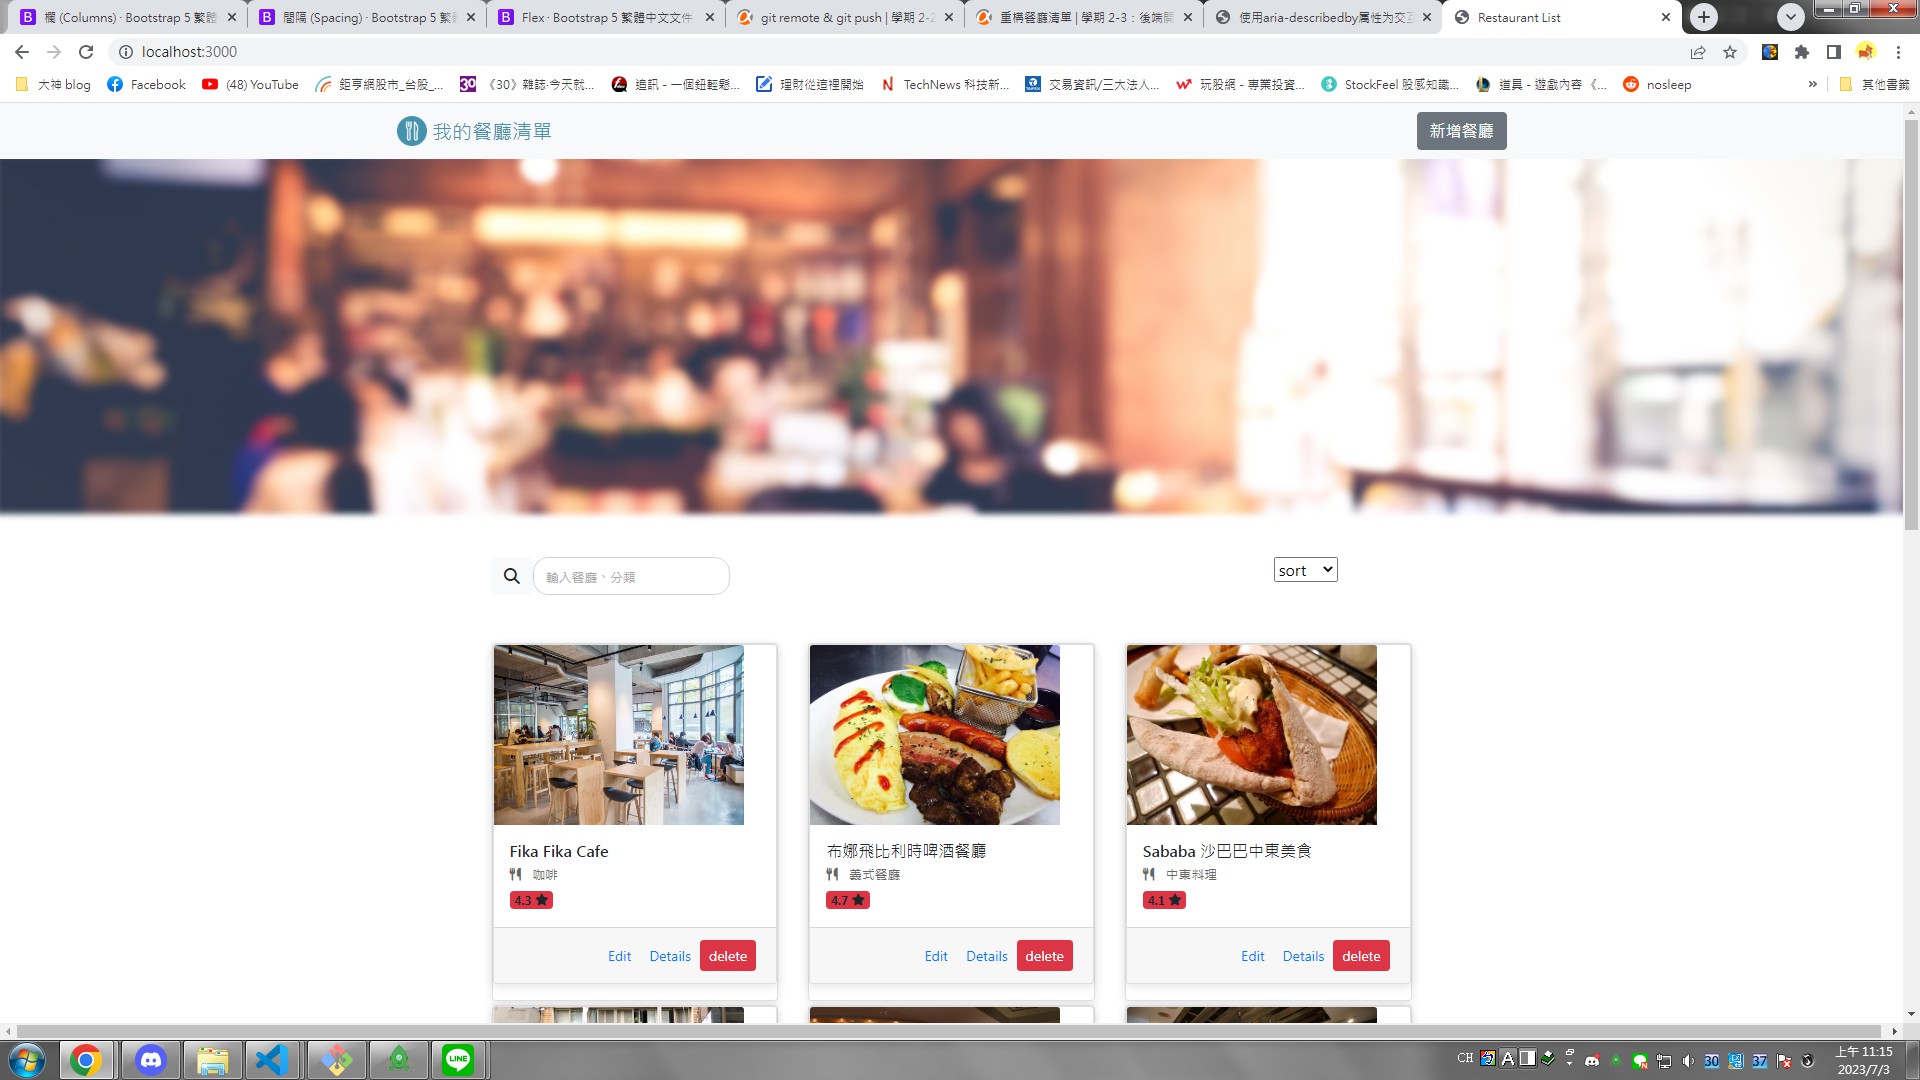 欄 (Columns) · Bootstrap 5 繁體
間隔 (Spacing) · Bootstrap 5 繁
Flex · Bootstrap 5 繁體中文文件
git remote & git push | 學期 2-2
重構餐廳清單 | 學期 2-3：後端開
使用aria-describedby属性为交互
Restaurant List
localhost:3000
大神 blog
Facebook
(48) YouTube
鉅亨網股市_台股_...
《30》雜誌‧今天就...
追訊 - 一個鈕輕鬆...
理財從這裡開始
TechNews 科技新...
交易資訊/三大法人...
玩股網 - 專業投資...
StockFeel 股感知識...
道具 - 遊戲內容《...
nosleep
»
其他書籤
我的餐廳清單
新增餐廳
輸入餐廳、分類
sort
Fika Fika Cafe
咖啡
4.3
Edit
Details
delete
布娜飛比利時啤酒餐廳
義式餐廳
4.7
Edit
Details
delete
Sababa 沙巴巴中東美食
中東料理
4.1
Edit
Details
delete
LINE
CH
A
30
37
上午 11:15
2023/7/3